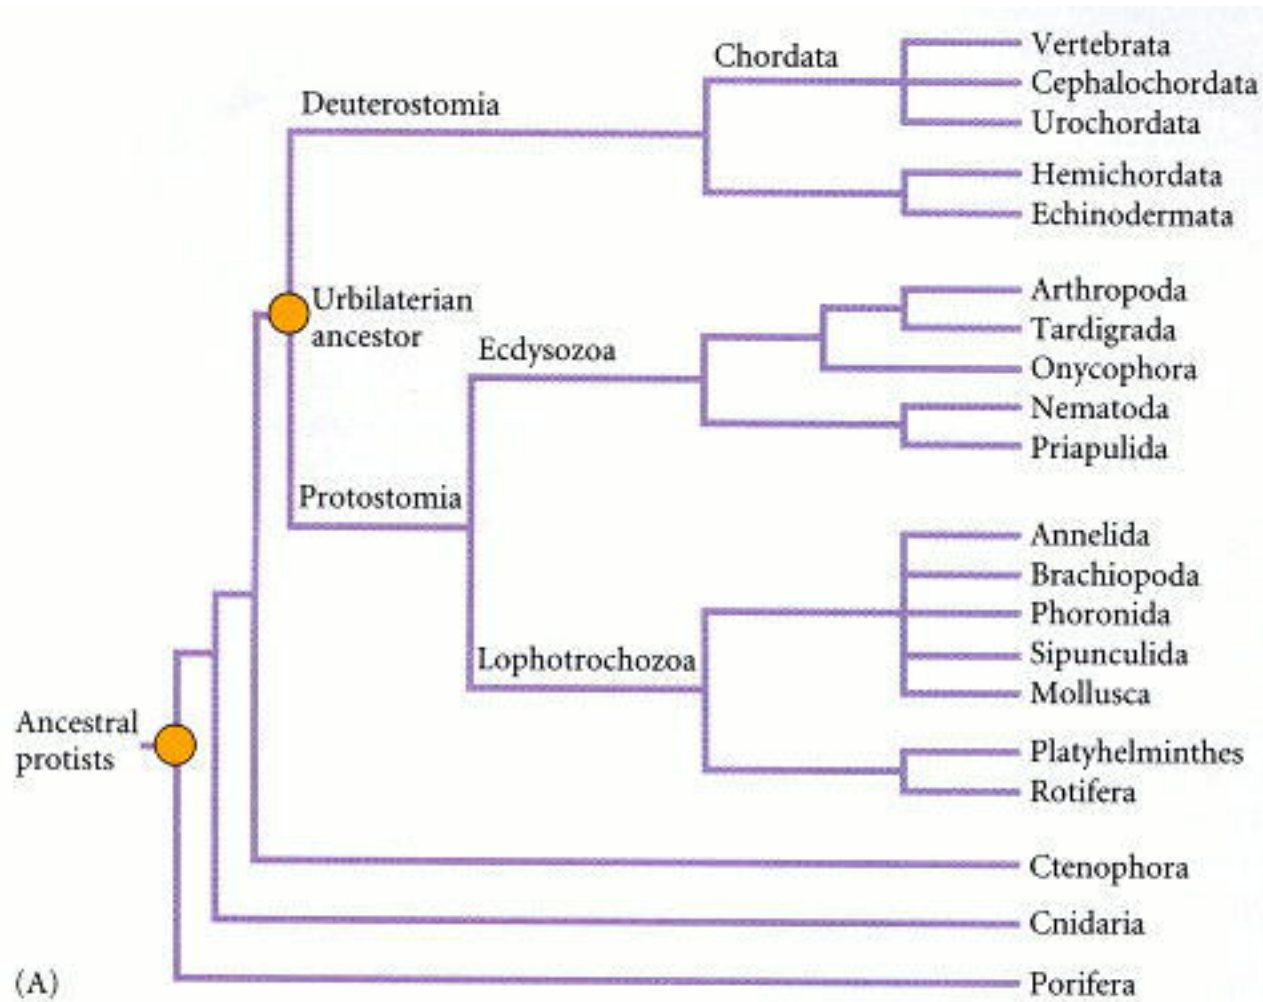 Chordata
Vertebrata
Cephalochordata
Urochordata
Deuterostomia
Hemichordata
Echinodermata
Urbilaterian
ancestor
Ecdysozoa
Arthropoda
Tardigrada
Onycophora
Nematoda
Priapulida
Protostomia
Annelida
Brachiopoda
Phoronida
Sipunculida
Mollusca
Lophotrochozoa
Platyhelminthes
Rotifera
Ancestral
protists
Ctenophora
Cnidaria
Porifera
(A)